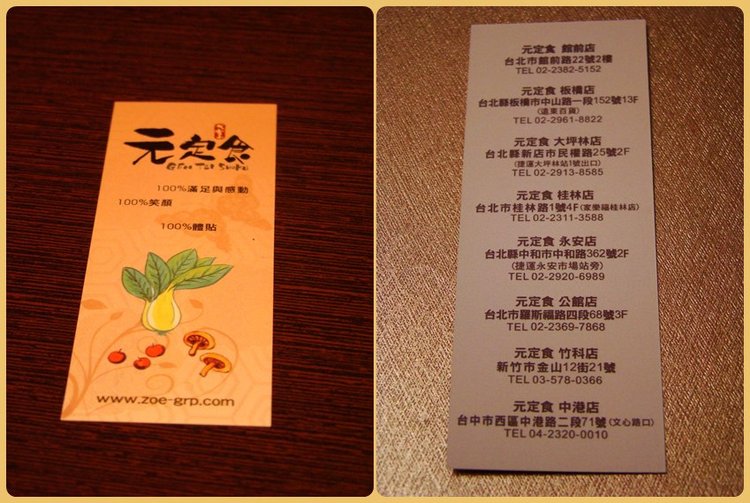 元定食
100%滿足與感動
100%笑顏
100%體貼
www.zoe-grp.com
元定食 館前店
台北市館前路22號2樓
TEL 02-2382-5152
元定食 板橋店
台北縣板橋市中山路一段152號13F
(遠東百貨)
TEL 02-2961-8822
元定食 大坪林店
台北縣新店市民權路25號2F
(捷運大坪林站1號出口)
TEL 02-2913-8585
元定食 桂林店
台北市桂林路1號4F(家樂福桂林店)
TEL 02-2311-3588
元定食 永安店
台北縣中和市中和路362號2F
(捷運永安市場站旁)
TEL 02-2920-6989
元定食 公館店
台北市羅斯福路四段68號3F
TEL 02-2369-7868
元定食 竹科店
新竹市金山12街21號
TEL 03-578-0366
元定食 中港店
台中市西區中港路二段71號(文心路口)
TEL 04-2320-0010